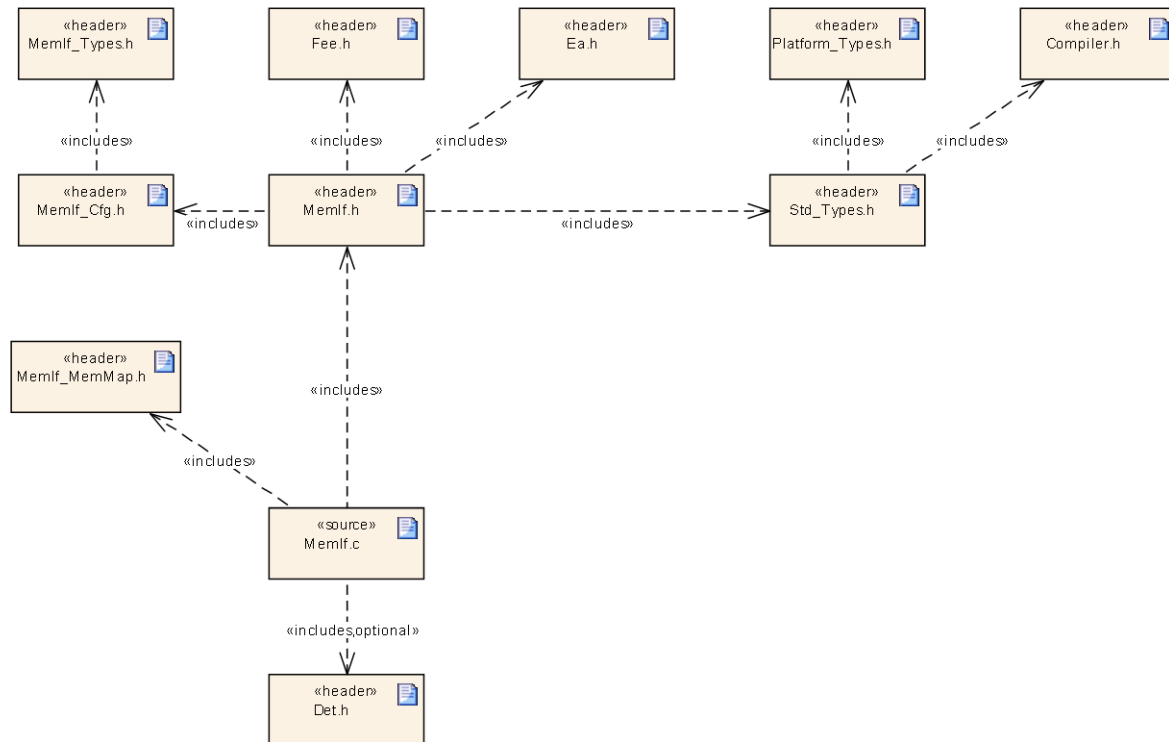 «header»
MemIf_Types.h
«header»
Fee.h
«header»
Ea.h
«header»
Platform_Types.h
«header»
Compiler.h
«includes»
«includes»
«includes»
«includes»
«includes»
«header»
MemIf_Cfg.h
«header»
MemIf.h
«header»
Std_Types.h
«includes»
«includes»
«header»
MemIf_MemMap.h
«includes»
«includes»
«source»
MemIf.c
«includes,optional»
«header»
Det.h